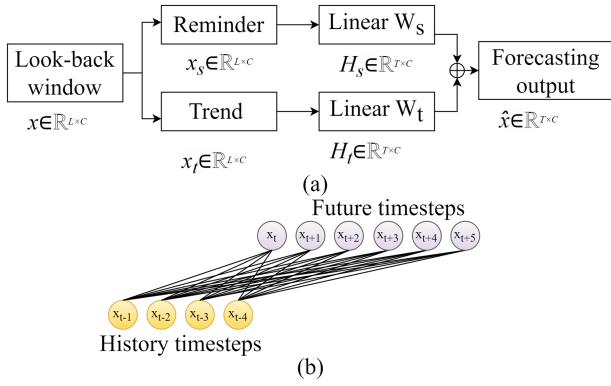 Look-back window
x∈ℝ^{L×C}
Reminder
x_s∈ℝ^{L×C}
Linear W_s
H_s∈ℝ^{T×C}
Trend
x_t∈ℝ^{L×C}
Linear W_t
H_t∈ℝ^{T×C}
Forecasting output
x̂∈ℝ^{T×C}
(a)
Future timesteps
x_t x_{t+1} x_{t+2} x_{t+3} x_{t+4} x_{t+5}
x_{t-1} x_{t-2} x_{t-3} x_{t-4}
History timesteps
(b)